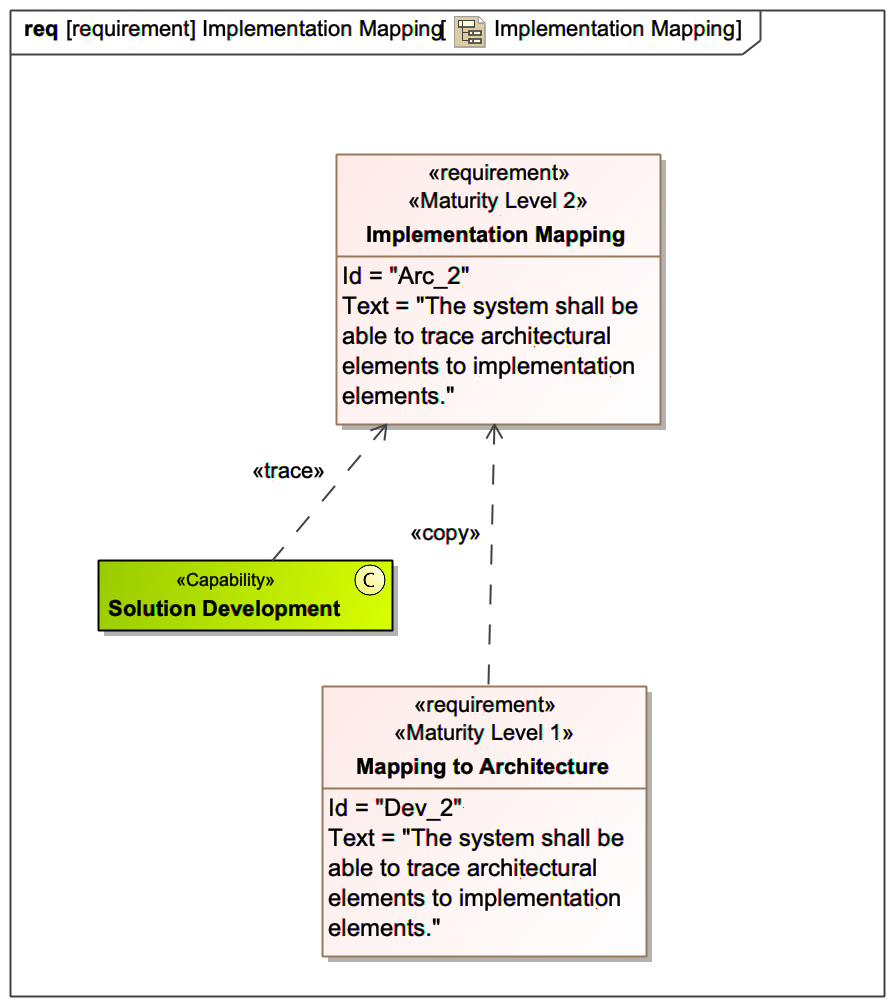 req [requirement] Implementation Mapping[ Implementation Mapping]
«requirement»
«Maturity Level 2»
Implementation Mapping
Id = "Arc_2"
Text = "The system shall be
able to trace architectural
elements to implementation
elements."
«trace»
«copy»
«Capability»
C
Solution Development
«requirement»
«Maturity Level 1»
Mapping to Architecture
Id = "Dev_2"
Text = "The system shall be
able to trace architectural
elements to implementation
elements."